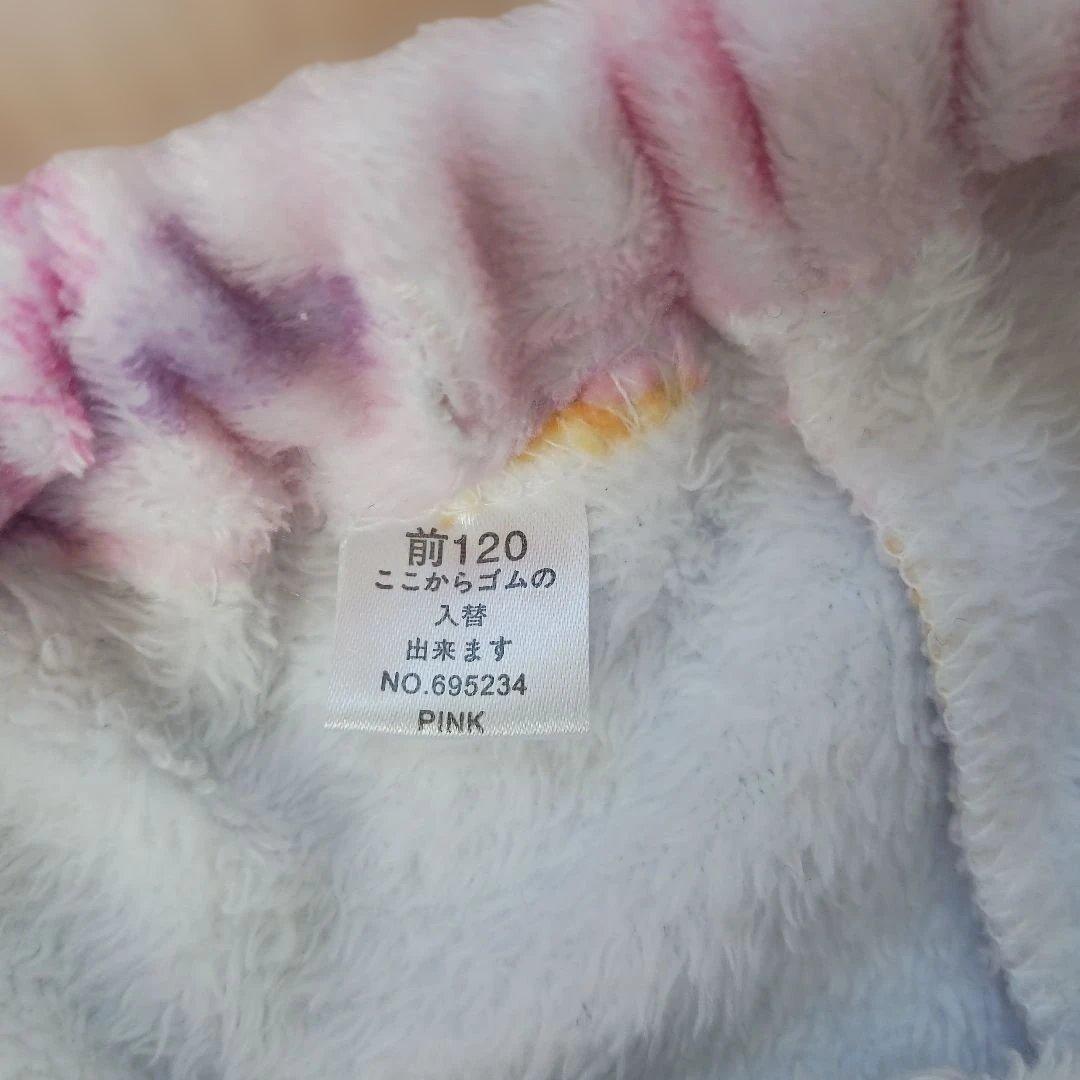 前120
ここからゴムの
入替
出来ます
NO.695234
PINK